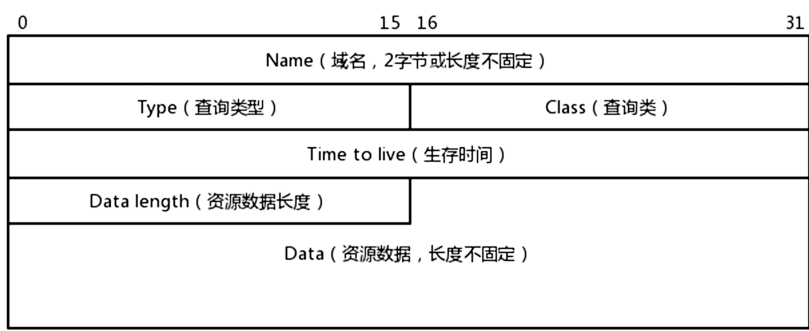 0 15 16 31
Name（域名，2字节或长度不固定）
Type（查询类型） Class（查询类）
Time to live（生存时间）
Data length（资源数据长度）
Data（资源数据，长度不固定）